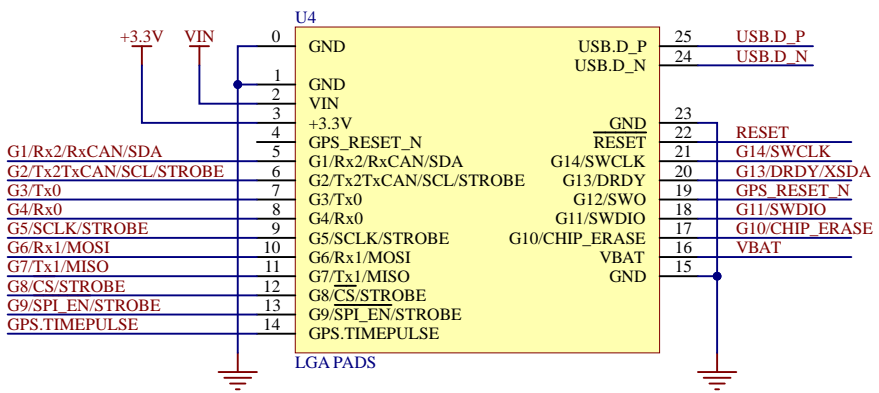 U4
+3.3V VIN
0 GND
1 GND
2 VIN
3 +3.3V
4 GPS_RESET_N
G1/Rx2/RxCAN/SDA 5 G1/Rx2/RxCAN/SDA
G2/Tx2TxCAN/SCL/STROBE 6 G2/Tx2TxCAN/SCL/STROBE
G3/Tx0 7 G3/Tx0
G4/Rx0 8 G4/Rx0
G5/SCLK/STROBE 9 G5/SCLK/STROBE
G6/Rx1/MOSI 10 G6/Rx1/MOSI
G7/Tx1/MISO 11 G7/Tx1/MISO
G8/CS/STROBE 12 G8/CS/STROBE
G9/SPI_EN/STROBE 13 G9/SPI_EN/STROBE
GPS.TIMEPULSE 14 GPS.TIMEPULSE
USB.D_P 25 USB.D_P
USB.D_N 24 USB.D_N
GND 23
RESET 22 RESET
G14/SWCLK 21 G14/SWCLK
G13/DRDY 20 G13/DRDY/XSDA
G12/SWO 19 GPS_RESET_N
G11/SWDIO 18 G11/SWDIO
G10/CHIP_ERASE 17 G10/CHIP_ERASE
VBAT 16 VBAT
GND 15
LGA PADS